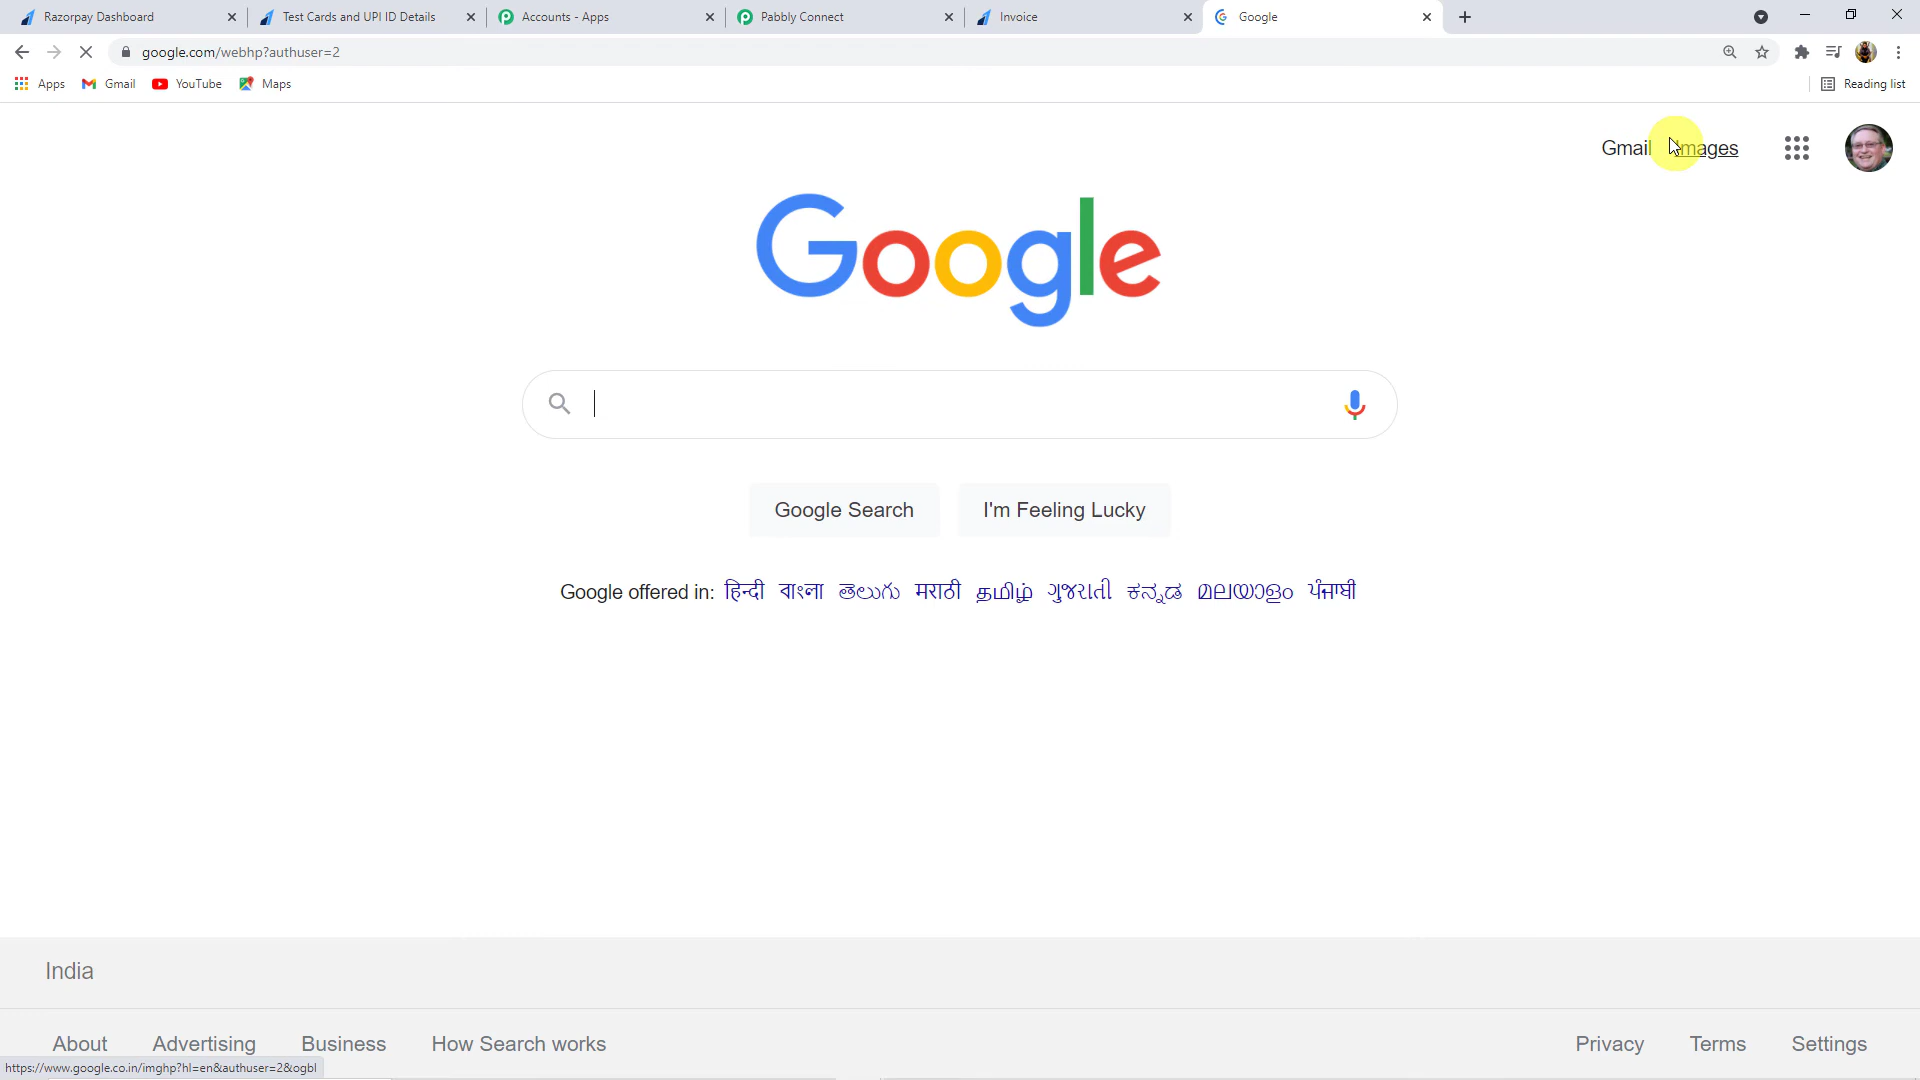 Razorpay Dashboard
Test Cards and UPI ID Details
Accounts - Apps
Pabbly Connect
Invoice
Google
google.com/webhp?authuser=2
Apps
Gmail
YouTube
Maps
Reading list
Gmail
Images
Google
Google Search
I'm Feeling Lucky
Google offered in: हिन्दी বাংলা తెలుగు मराठी தமிழ் ગુજરાતી ಕನ್ನಡ മലയാളം ਪੰਜਾਬੀ
India
About Advertising Business How Search works
Privacy Terms Settings
https://www.google.co.in/imghp?hl=en&authuser=2&ogbl